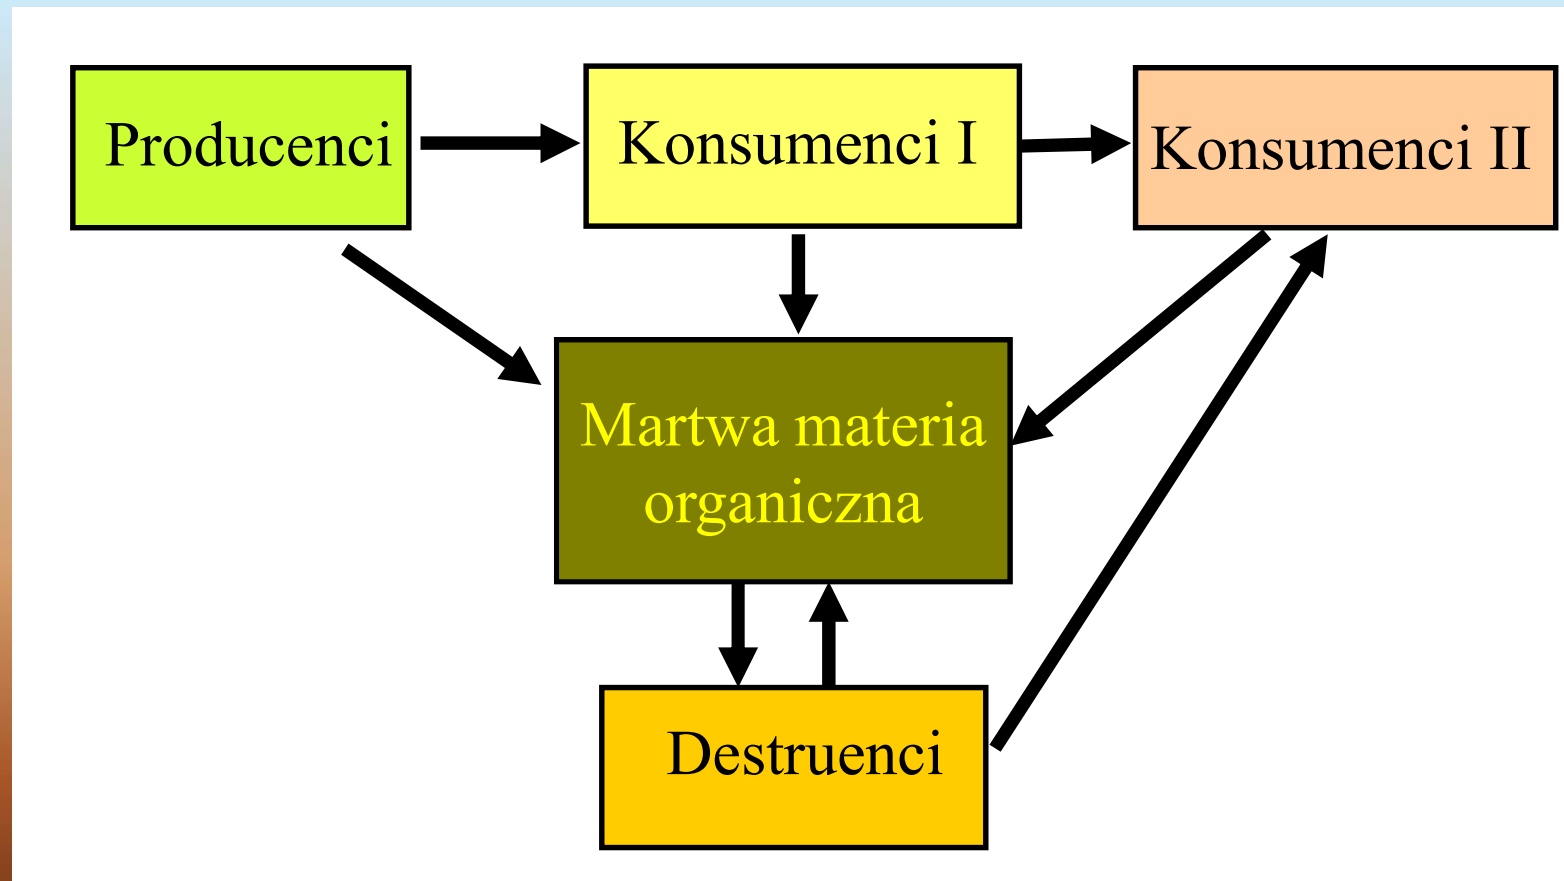 Producenci
Konsumenci I
Konsumenci II
Martwa materia
organiczna
Destruenci